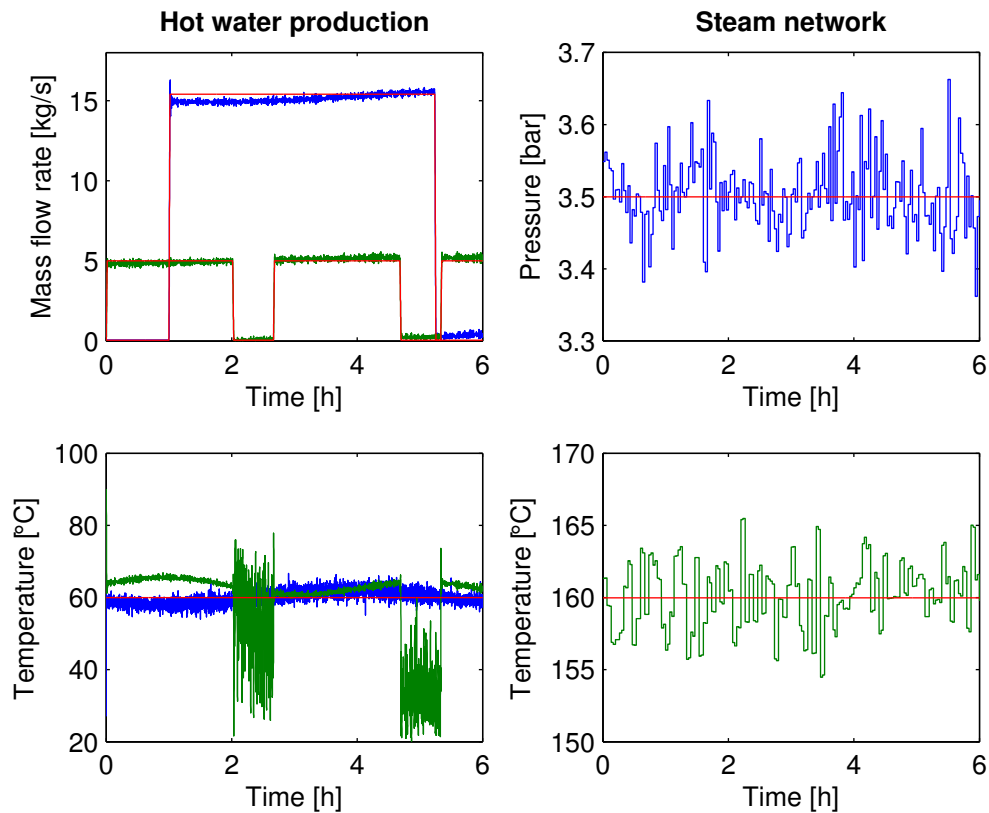 Hot water production
Mass flow rate [kg/s]
15
10
5
0
0 2 4 6
Time [h]
Steam network
Pressure [bar]
3.7
3.6
3.5
3.4
3.3
0 2 4 6
Time [h]
Temperature [°C]
100
80
60
40
20
0 2 4 6
Time [h]
Temperature [°C]
170
165
160
155
150
0 2 4 6
Time [h]